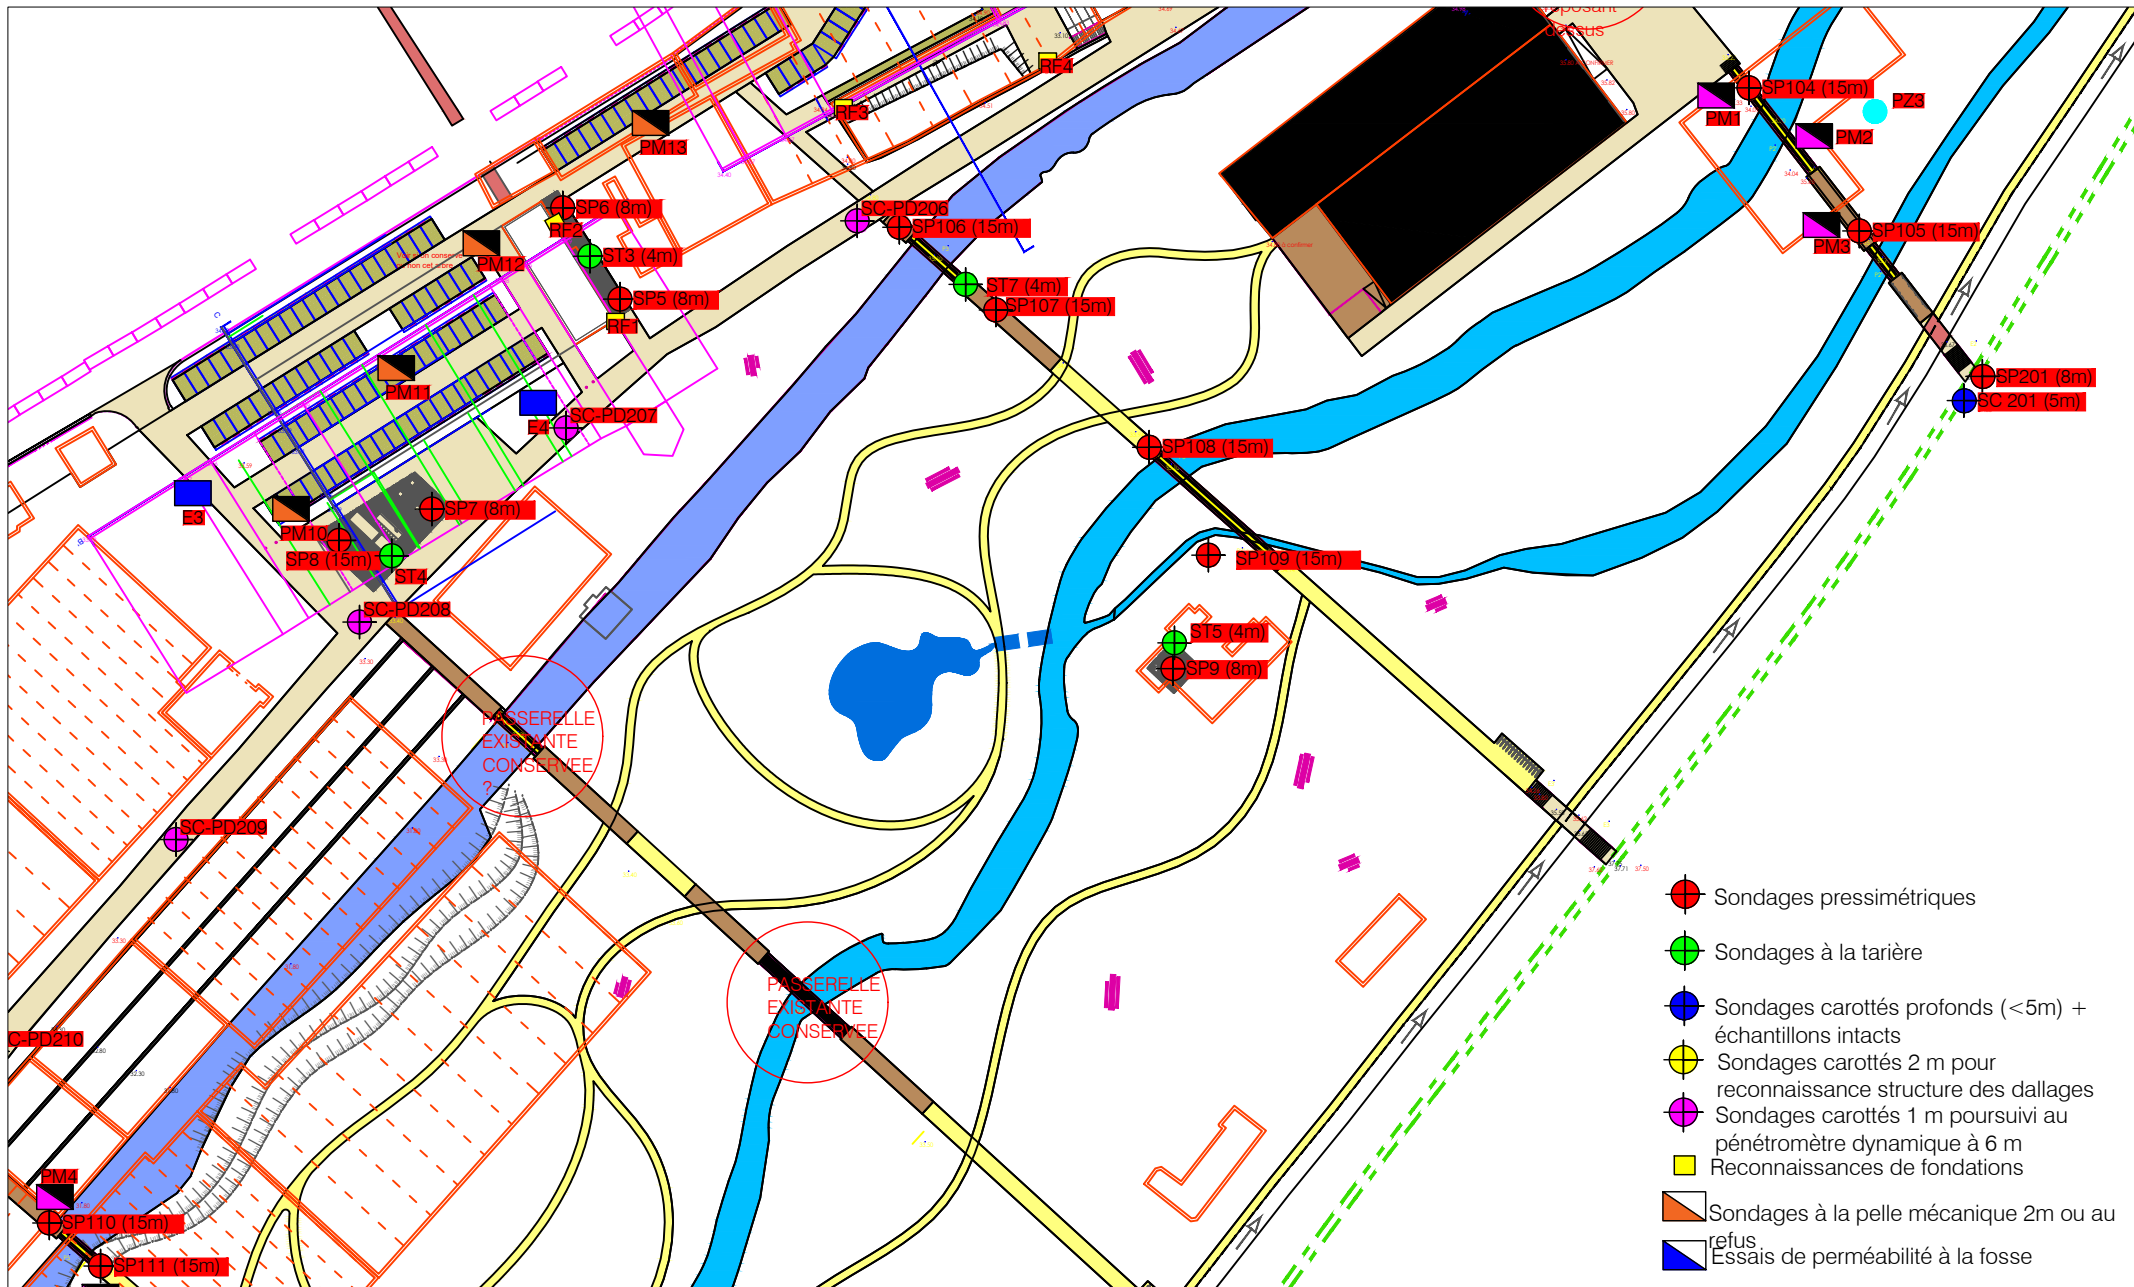 reposant
dessus
RF4
RF3
SP104 (15m)
PZ3
PM1
PM2
PM13
SP6 (8m)
SC-PD206
RF2
SP106 (15m)
SP105 (15m)
PM3
ST3 (4m)
PM12
ST7 (4m)
SP5 (8m)
SP107 (15m)
RF1
PM11
SP201 (8m)
SC 201 (5m)
E4
SC-PD207
SP108 (15m)
E3
SP7 (8m)
PM10
SP8 (15m)
ST4
SP109 (15m)
SC-PD208
ST5 (4m)
SP9 (8m)
PASSERELLE
EXISTANTE
CONSERVEE
?
SC-PD209
PASSERELLE
EXISTANTE
CONSERVEE
C-PD210
PM4
SP110 (15m)
SP111 (15m)
Sondages pressimétriques
Sondages à la tarière
Sondages carottés profonds (<5m) +
échantillons intacts
Sondages carottés 2 m pour
reconnaissance structure des dallages
Sondages carottés 1 m poursuivi au
pénétromètre dynamique à 6 m
Reconnaissances de fondations
Sondages à la pelle mécanique 2m ou au
refus
Essais de perméabilité à la fosse